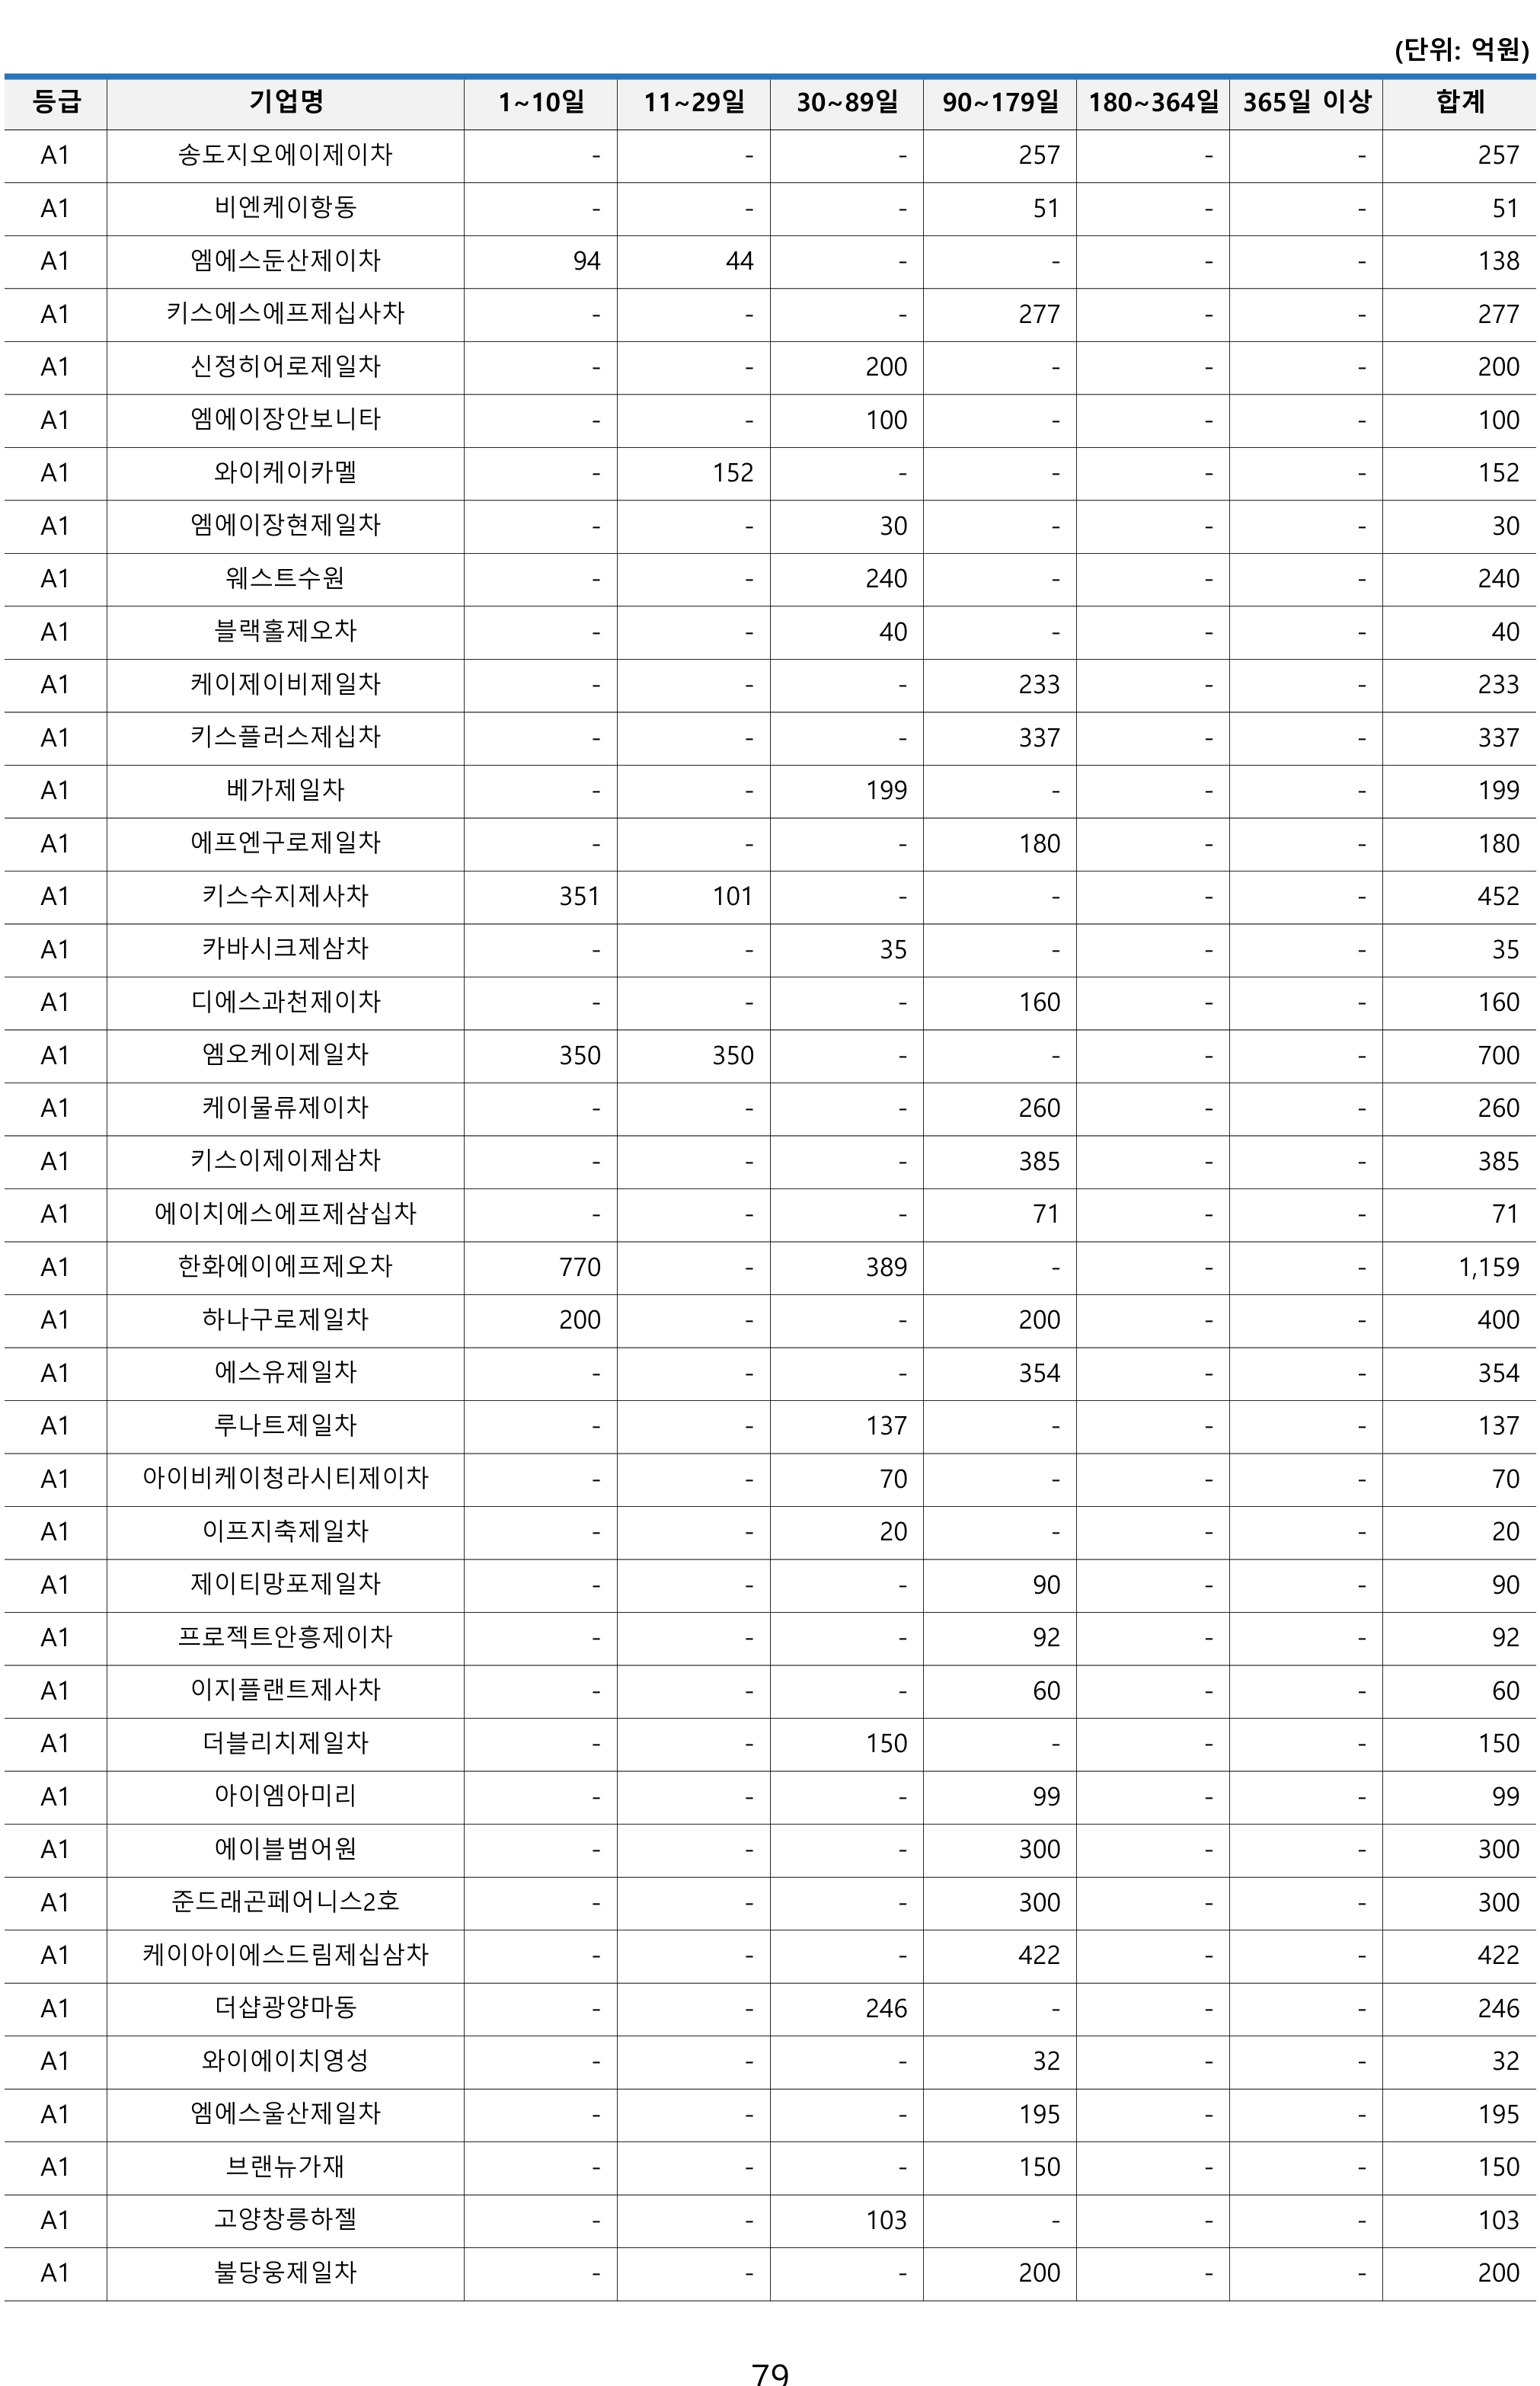 (단위: 억원)
등급 기업명 1~10일 11~29일 30~89일 90~179일 180~364일 365일 이상 합계
A1 송도지오에이제이차 - - - 257 - - 257
A1 비엔케이항동 - - - 51 - - 51
A1 엠에스둔산제이차 94 44 - - - - 138
A1 키스에스에프제십사차 - - - 277 - - 277
A1 신정히어로제일차 - - 200 - - - 200
A1 엠에이장안보니타 - - 100 - - - 100
A1 와이케이카멜 - 152 - - - - 152
A1 엠에이장현제일차 - - 30 - - - 30
A1 웨스트수원 - - 240 - - - 240
A1 블랙홀제오차 - - 40 - - - 40
A1 케이제이비제일차 - - - 233 - - 233
A1 키스플러스제십차 - - - 337 - - 337
A1 베가제일차 - - 199 - - - 199
A1 에프엔구로제일차 - - - 180 - - 180
A1 키스수지제사차 351 101 - - - - 452
A1 카바시크제삼차 - - 35 - - - 35
A1 디에스과천제이차 - - - 160 - - 160
A1 엠오케이제일차 350 350 - - - - 700
A1 케이물류제이차 - - - 260 - - 260
A1 키스이제이제삼차 - - - 385 - - 385
A1 에이치에스에프제삼십차 - - - 71 - - 71
A1 한화에이에프제오차 770 - 389 - - - 1,159
A1 하나구로제일차 200 - - 200 - - 400
A1 에스유제일차 - - - 354 - - 354
A1 루나트제일차 - - 137 - - - 137
A1 아이비케이청라시티제이차 - - 70 - - - 70
A1 이프지축제일차 - - 20 - - - 20
A1 제이티망포제일차 - - - 90 - - 90
A1 프로젝트안흥제이차 - - - 92 - - 92
A1 이지플랜트제사차 - - - 60 - - 60
A1 더블리치제일차 - - 150 - - - 150
A1 아이엠아미리 - - - 99 - - 99
A1 에이블범어원 - - - 300 - - 300
A1 준드래곤페어니스2호 - - - 300 - - 300
A1 케이아이에스드림제십삼차 - - - 422 - - 422
A1 더샵광양마동 - - 246 - - - 246
A1 와이에이치영성 - - - 32 - - 32
A1 엠에스울산제일차 - - - 195 - - 195
A1 브랜뉴가재 - - - 150 - - 150
A1 고양창릉하젤 - - 103 - - - 103
A1 불당웅제일차 - - - 200 - - 200
79